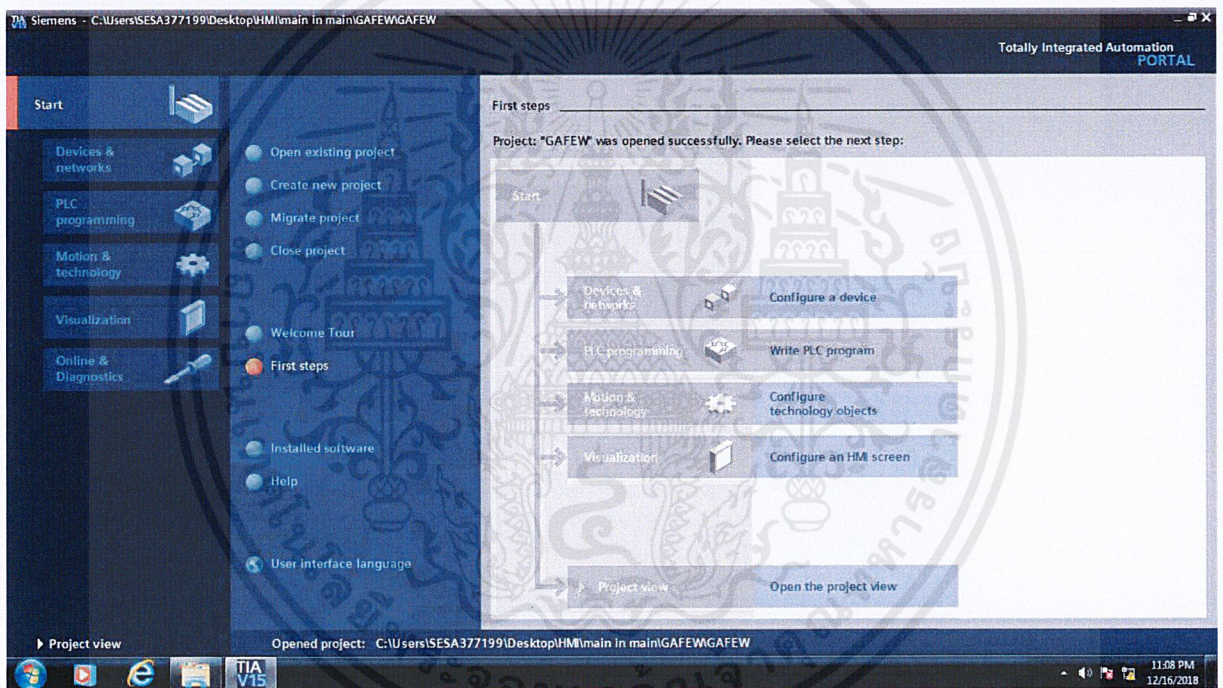 Siemens - C:\Users\SESA377199\Desktop\HMI\main in main\GAFEW\GAFEW
Totally Integrated Automation
PORTAL
Start
Devices &
networks
PLC
programming
Motion &
technology
Visualization
Online &
Diagnostics
Open existing project
Create new project
Migrate project
Close project
Welcome Tour
First steps
Installed software
Help
User interface language
First steps
Project: "GAFEW" was opened successfully. Please select the next step:
Start
Devices &
networks
Configure a device
PLC programming
Write PLC program
Motion &
technology
Configure
technology objects
Visualization
Configure an HMI screen
Project view
Open the project view
Project view
Opened project: C:\Users\SESA377199\Desktop\HMI\main in main\GAFEW\GAFEW
TIA
V15
11:08 PM
12/16/2018